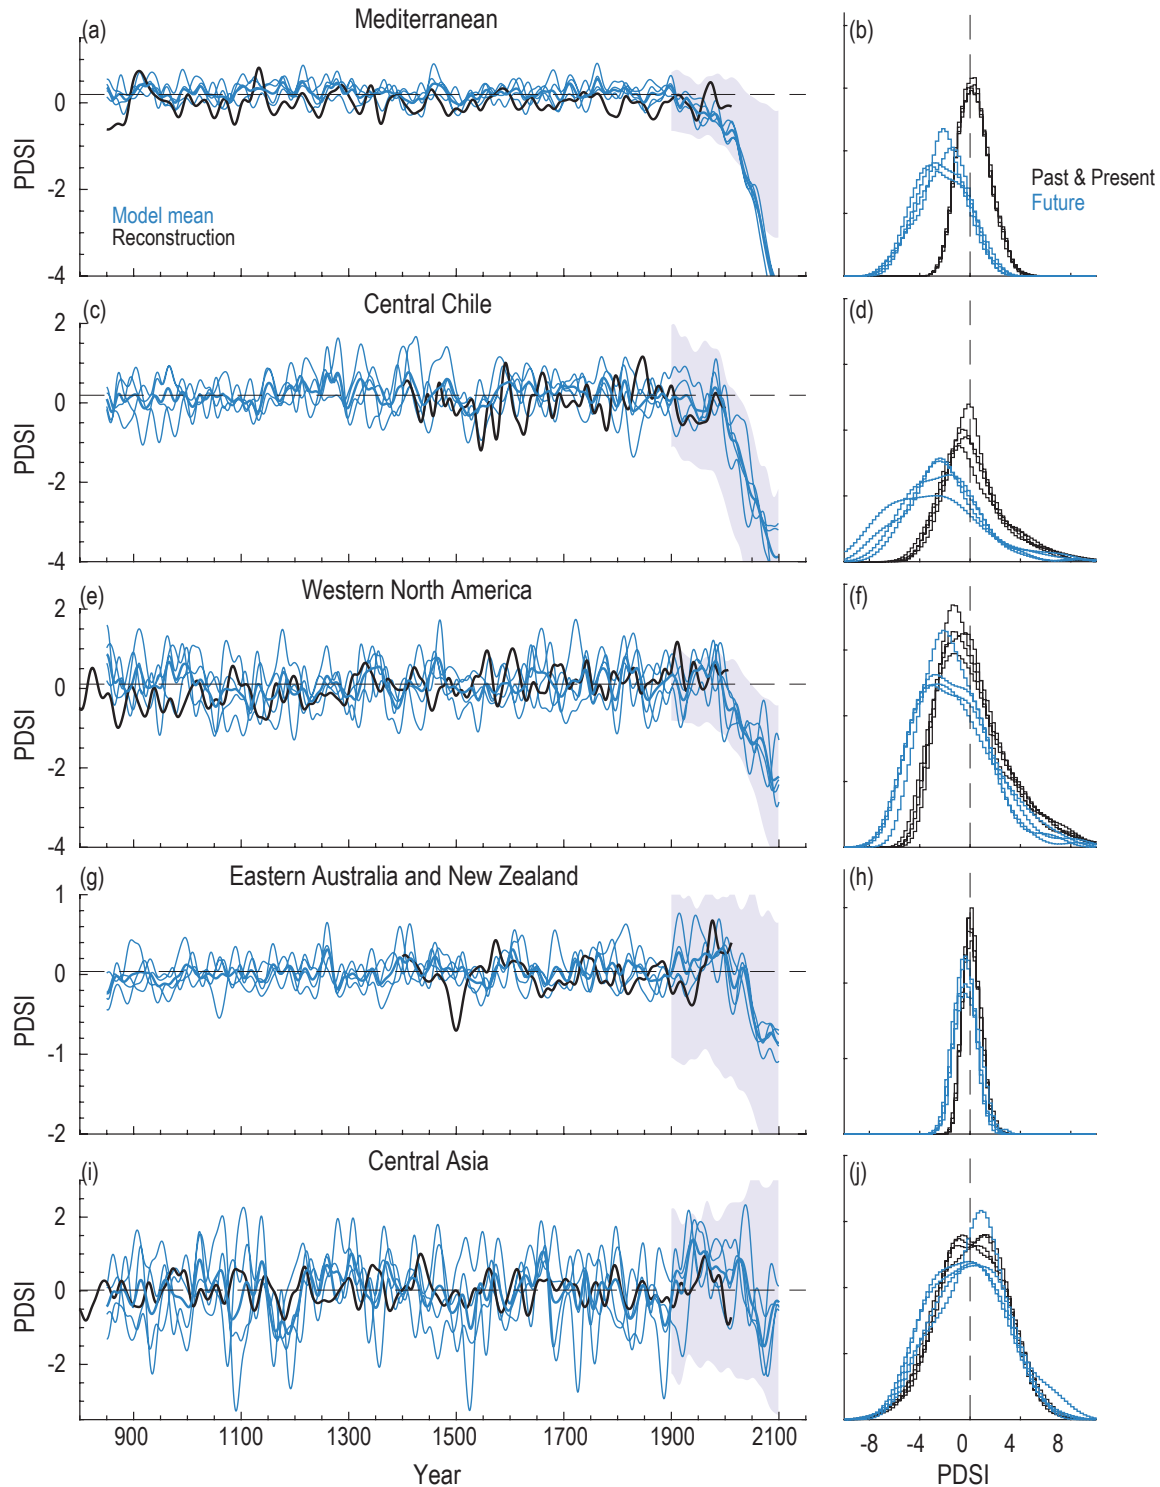 (a)
Mediterranean
(b)
0
-2
-4
PDSI
Model mean
Reconstruction
Past & Present
Future
(c)
Central Chile
(d)
2
0
-2
-4
PDSI
(e)
Western North America
(f)
2
0
-2
-4
PDSI
(g)
Eastern Australia and New Zealand
(h)
1
0
-1
-2
PDSI
(i)
Central Asia
(j)
2
0
-2
PDSI
900 1100 1300 1500 1700 1900 2100
Year
-8 -4 0 4 8
PDSI